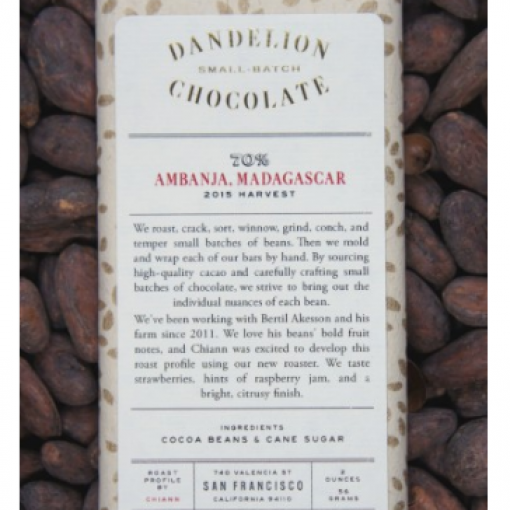 DANDELION
SMALL-BATCH
CHOCOLATE
70%
AMBANJA, MADAGASCAR
2015 HARVEST
We roast, crack, sort, winnow, grind, conch, and
temper small batches of beans. Then we mold
and wrap each of our bars by hand. By sourcing
high-quality cacao and carefully crafting small
batches of chocolate, we strive to bring out the
individual nuances of each bean.
We've been working with Bertil Akesson and his
farm since 2011. We love his beans' bold fruit
notes, and Chiann was excited to develop this
roast profile using our new roaster. We taste
strawberries, hints of raspberry jam, and a
bright, citrusy finish.
INGREDIENTS
COCOA BEANS & CANE SUGAR
ROAST
PROFILE
BY
CHIANN
740 VALENCIA ST
SAN FRANCISCO
CALIFORNIA 94110
2
OUNCES
56
GRAMS